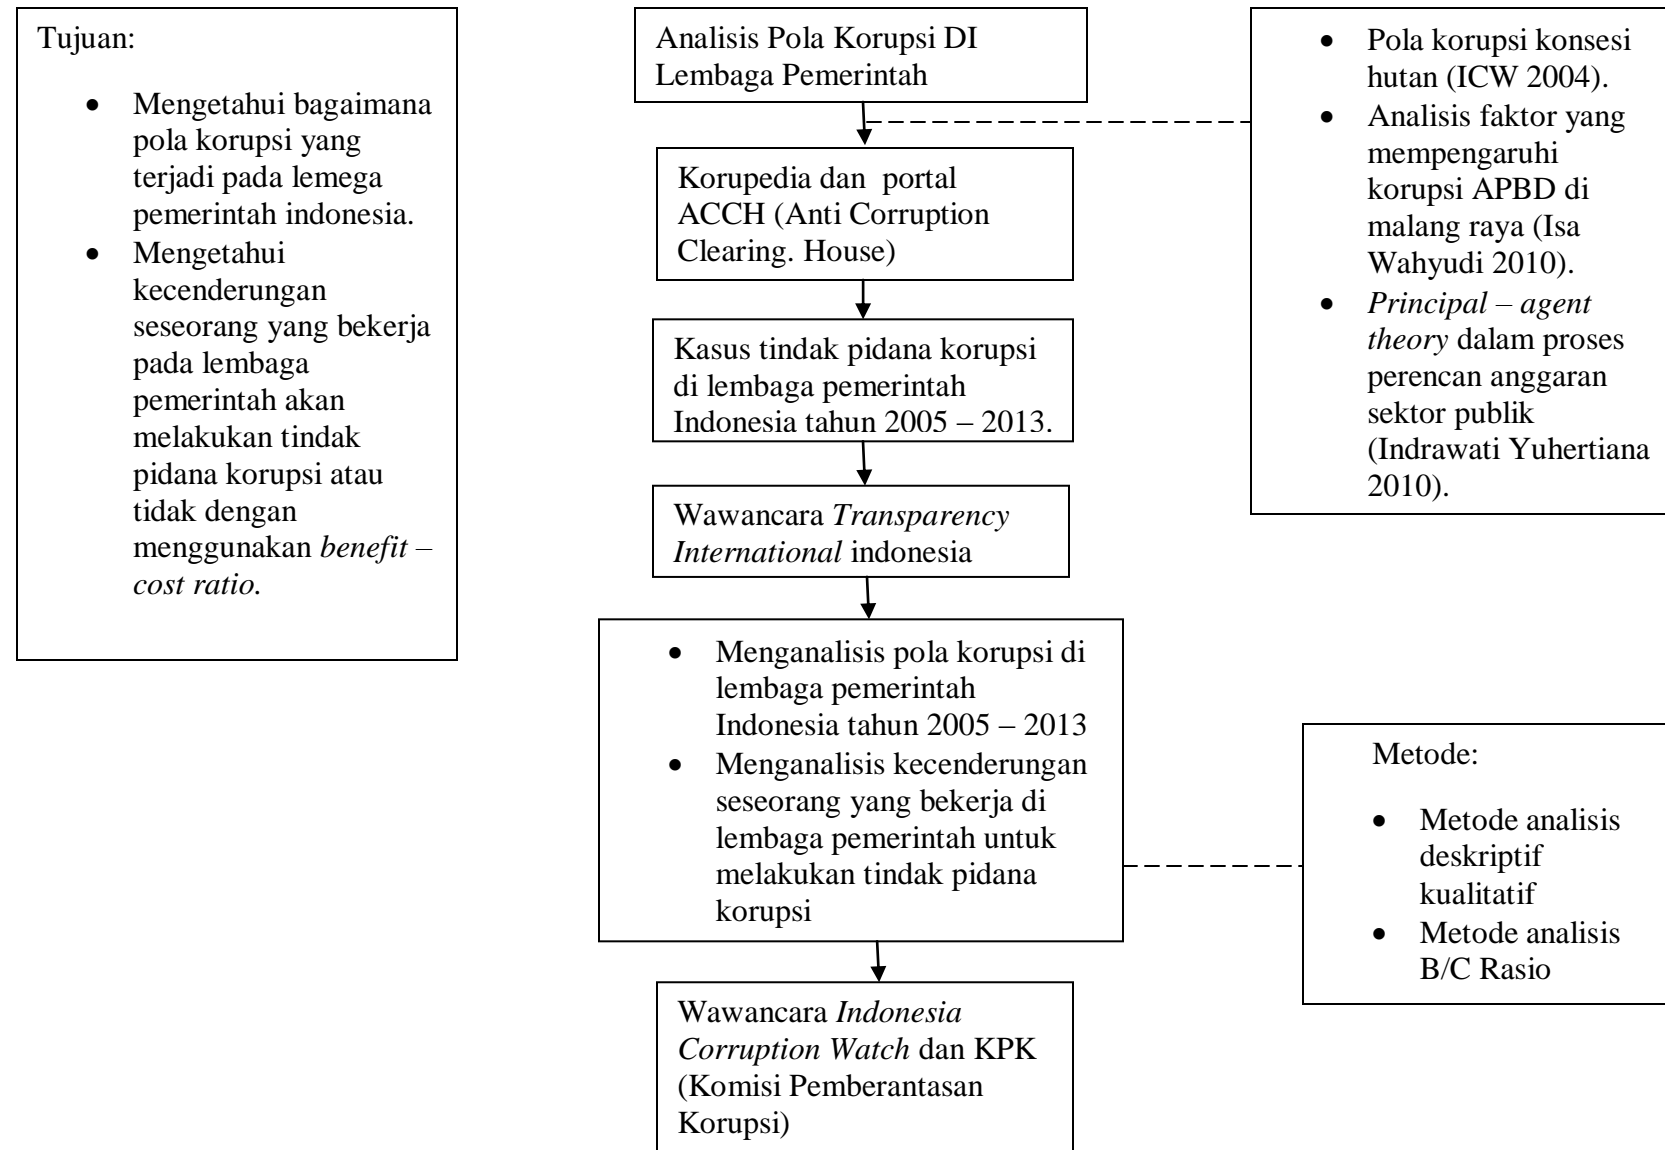 Tujuan:
• Mengetahui bagaimana
pola korupsi yang
terjadi pada lemega
pemerintah indonesia.
• Mengetahui
kecenderungan
seseorang yang bekerja
pada lembaga
pemerintah akan
melakukan tindak
pidana korupsi atau
tidak dengan
menggunakan benefit –
cost ratio.
Analisis Pola Korupsi DI
Lembaga Pemerintah
Korupedia dan portal
ACCH (Anti Corruption
Clearing. House)
Kasus tindak pidana korupsi
di lembaga pemerintah
Indonesia tahun 2005 – 2013.
Wawancara Transparency
International indonesia
• Menganalisis pola korupsi di
lembaga pemerintah
Indonesia tahun 2005 – 2013
• Menganalisis kecenderungan
seseorang yang bekerja di
lembaga pemerintah untuk
melakukan tindak pidana
korupsi
Wawancara Indonesia
Corruption Watch dan KPK
(Komisi Pemberantasan
Korupsi)
• Pola korupsi konsesi
hutan (ICW 2004).
• Analisis faktor yang
mempengaruhi
korupsi APBD di
malang raya (Isa
Wahyudi 2010).
• Principal – agent
theory dalam proses
perencan anggaran
sektor publik
(Indrawati Yuhertiana
2010).
Metode:
• Metode analisis
deskriptif
kualitatif
• Metode analisis
B/C Rasio